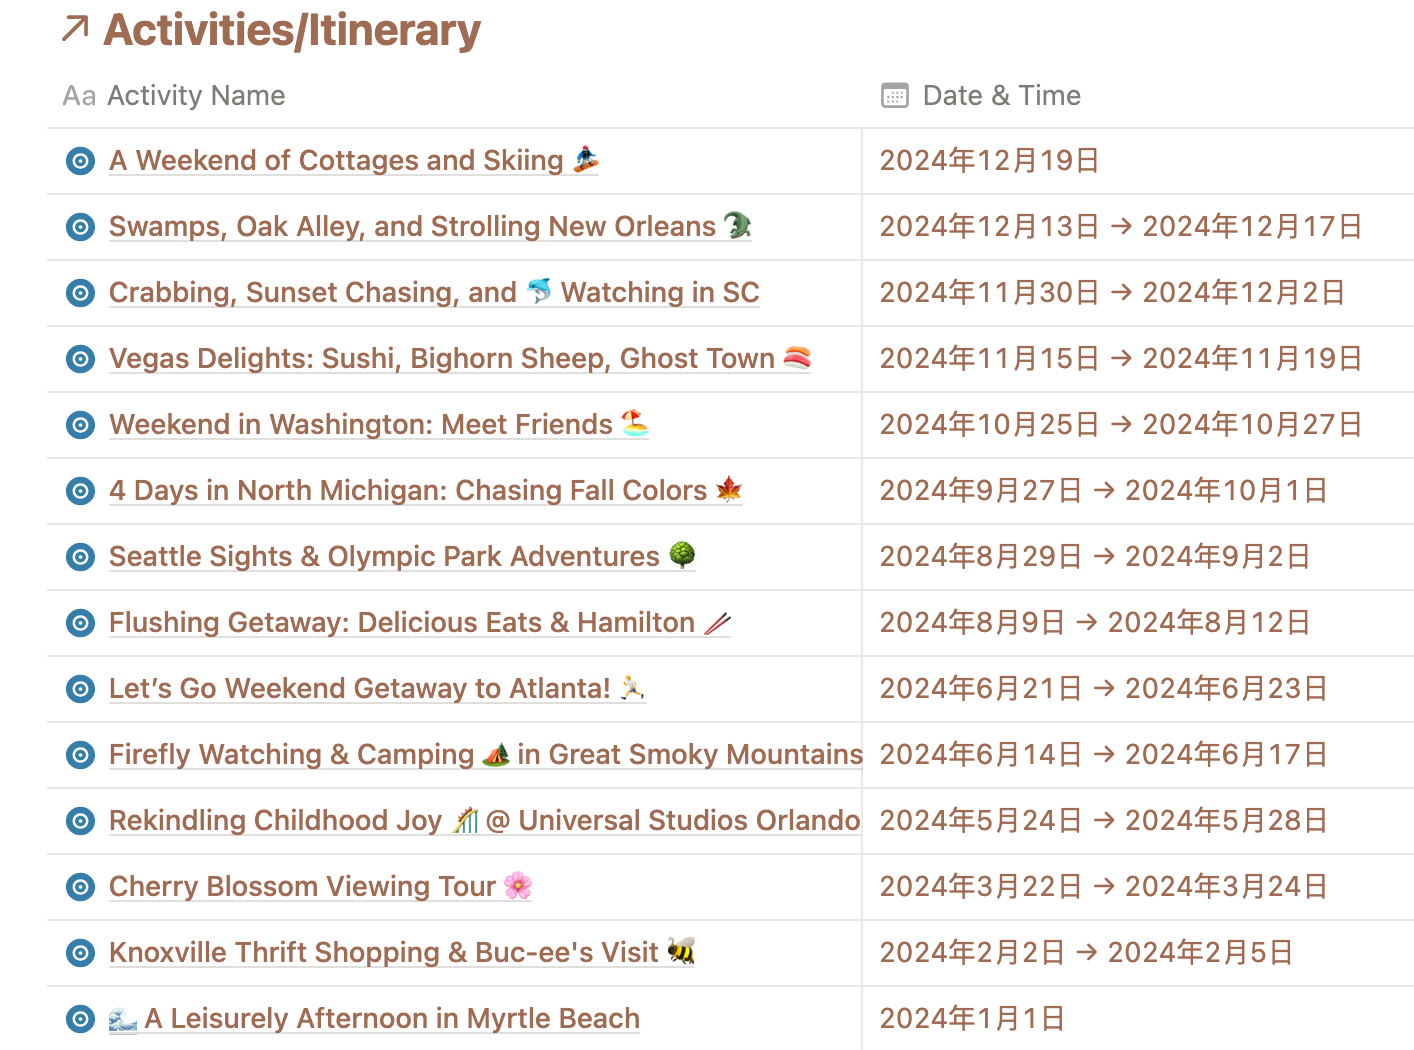 Activities/Itinerary
Aa Activity Name Date & Time
A Weekend of Cottages and Skiing 🏂 2024年12月19日
Swamps, Oak Alley, and Strolling New Orleans 🐊 2024年12月13日 → 2024年12月17日
Crabbing, Sunset Chasing, and 🐬 Watching in SC 2024年11月30日 → 2024年12月2日
Vegas Delights: Sushi, Bighorn Sheep, Ghost Town 🍣 2024年11月15日 → 2024年11月19日
Weekend in Washington: Meet Friends 🏖️ 2024年10月25日 → 2024年10月27日
4 Days in North Michigan: Chasing Fall Colors 🍁 2024年9月27日 → 2024年10月1日
Seattle Sights & Olympic Park Adventures 🌳 2024年8月29日 → 2024年9月2日
Flushing Getaway: Delicious Eats & Hamilton 🥢 2024年8月9日 → 2024年8月12日
Let’s Go Weekend Getaway to Atlanta! 🏃 2024年6月21日 → 2024年6月23日
Firefly Watching & Camping 🏕️ in Great Smoky Mountains 2024年6月14日 → 2024年6月17日
Rekindling Childhood Joy 🎢 @ Universal Studios Orlando 2024年5月24日 → 2024年5月28日
Cherry Blossom Viewing Tour 🌸 2024年3月22日 → 2024年3月24日
Knoxville Thrift Shopping & Buc-ee's Visit 🐝 2024年2月2日 → 2024年2月5日
🌊 A Leisurely Afternoon in Myrtle Beach 2024年1月1日